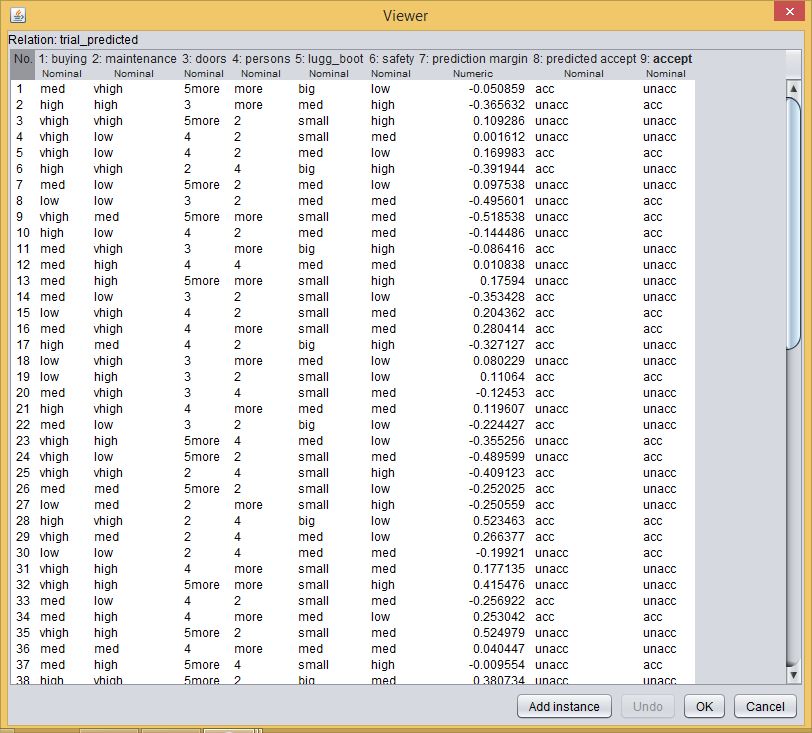 Viewer
Relation: trial_predicted
No. 1: buying 2: maintenance 3: doors 4: persons 5: lugg_boot 6: safety 7: prediction margin 8: predicted accept 9: accept
Nominal Nominal Nominal Nominal Nominal Nominal Numeric Nominal Nominal
1 med vhigh 5more more big low -0.050859 acc unacc
2 high high 3 more med high -0.365632 unacc acc
3 vhigh vhigh 5more 2 small high 0.109286 unacc unacc
4 vhigh low 4 2 small med 0.001612 unacc unacc
5 vhigh low 4 2 med low 0.169983 acc acc
6 high vhigh 2 4 big high -0.391944 acc unacc
7 med low 5more 2 med low 0.097538 unacc unacc
8 low low 3 2 med med -0.495601 unacc acc
9 vhigh med 5more more small med -0.518538 unacc acc
10 high low 4 2 med low -0.144486 unacc acc
11 med vhigh 3 more big high -0.086416 acc unacc
12 med high 4 4 med med 0.010838 unacc unacc
13 med high 5more more small high 0.17594 unacc unacc
14 med low 3 2 small low -0.353428 acc unacc
15 low vhigh 4 2 small med 0.204362 acc acc
16 med vhigh 4 more small med 0.280414 acc acc
17 high med 4 2 big high -0.327127 acc unacc
18 low vhigh 3 more med low 0.080229 unacc unacc
19 low high 3 2 small low 0.11064 acc acc
20 med vhigh 3 4 small med -0.12453 acc unacc
21 high vhigh 4 more med med 0.119607 unacc unacc
22 med low 3 2 big low -0.224427 unacc acc
23 vhigh high 5more 4 med low -0.355256 unacc acc
24 vhigh low 5more 2 small med -0.489599 unacc acc
25 vhigh vhigh 2 4 small high -0.409123 acc unacc
26 med med 5more 2 small low -0.252025 acc unacc
27 low med 2 more small high -0.250559 acc unacc
28 high vhigh 2 4 big low 0.523463 acc acc
29 vhigh med 2 4 med low 0.266377 acc acc
30 low low 2 4 med med -0.19921 unacc acc
31 vhigh high 4 more small med 0.177135 unacc unacc
32 vhigh high 5more more small high 0.415476 unacc unacc
33 med low 4 2 small med -0.256922 acc unacc
34 med high 4 more med low 0.253042 acc acc
35 vhigh high 5more 2 small med 0.524979 unacc unacc
36 med med 4 more med med 0.040447 unacc unacc
37 med high 5more 4 small high -0.009554 unacc acc
38 high vhigh 5more 2 big med 0.380734 unacc unacc
Add instance Undo OK Cancel